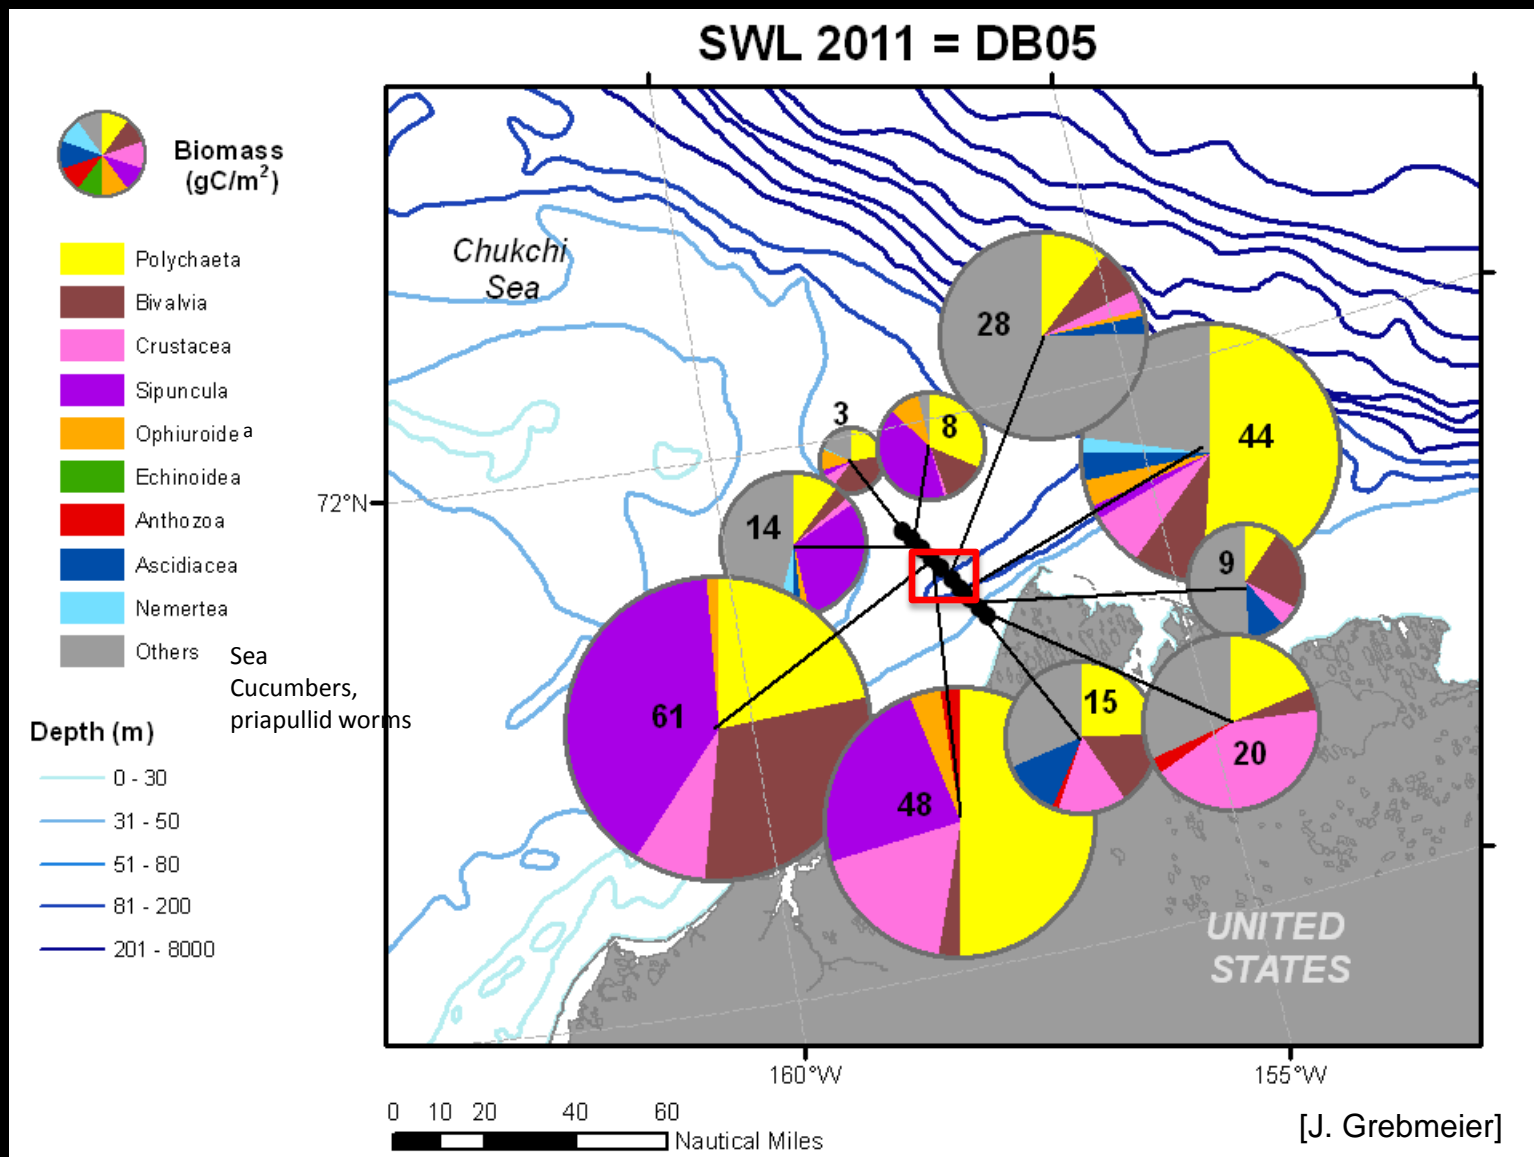 SWL 2011 = DB05
Biomass
(gC/m²)
Polychaeta
Bivalvia
Crustacea
Sipuncula
Ophiuroidea
Echinoidea
Anthozoa
Ascidiacea
Nemertea
Others
Sea
Cucumbers,
priapullid worms
Depth (m)
0 - 30
31 - 50
51 - 80
81 - 200
201 - 8000
Chukchi
Sea
28
44
3
8
14
9
61
48
15
20
72°N
UNITED
STATES
160°W
155°W
0 10 20 40 60
Nautical Miles
[J. Grebmeier]